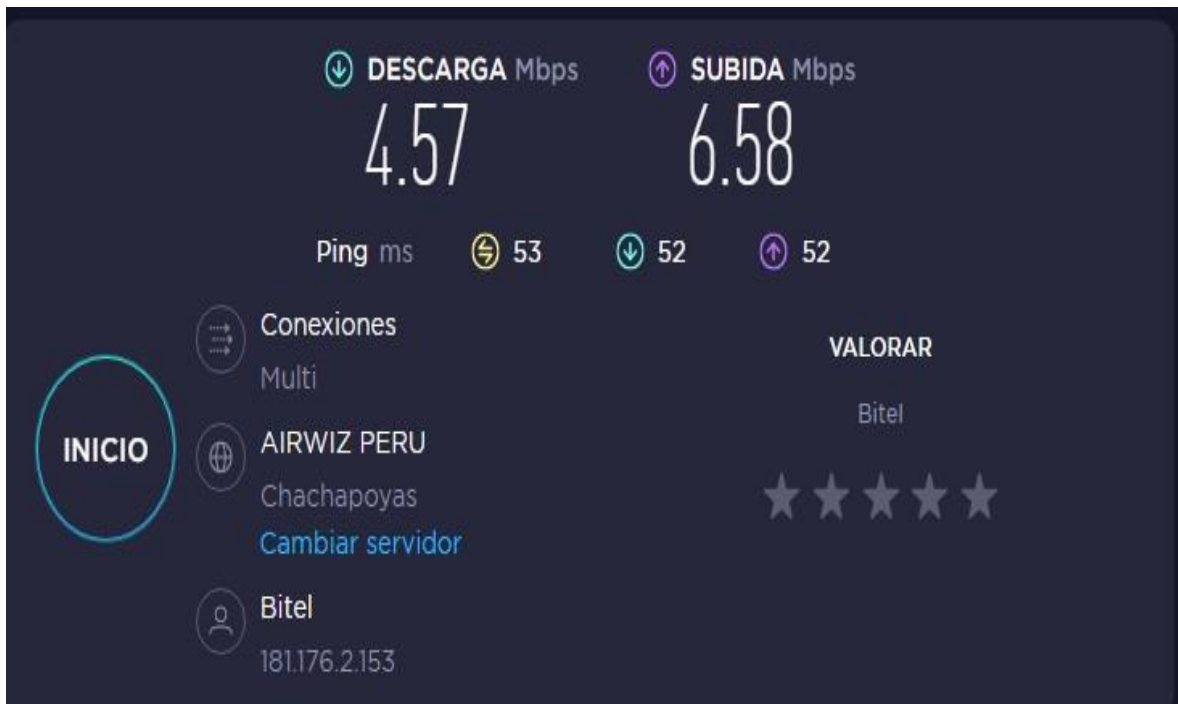 DESCARGA Mbps
SUBIDA Mbps
4.57
6.58
Ping ms 53 52 52
Conexiones
Multi
INICIO
AIRWIZ PERU
Chachapoyas
Cambiar servidor
Bitel
181.176.2.153
VALORAR
Bitel